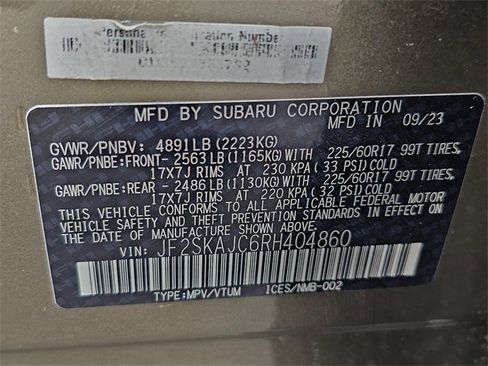 MFD BY SUBARU CORPORATION 09/23
GVWR/PNBV: 4891LB (2223KG)
GAWR/PNBE:FRONT- 2563 LB (1165KG) WITH 225/60R17 99T TIRES,
17X7J RIMS AT 230 KPA ( 33 PSI) COLD
GAWR/PNBE:REAR - 2486 LB (1130KG) WITH 225/60R17 99T TIRES,
17X7J RIMS AT 220 KPA ( 32 PSI) COLD
THIS VEHICLE CONFORMS TO ALL APPLICABLE FEDERAL MOTOR
VEHICLE SAFETY AND THEFT PREVENTION STANDARDS IN EFFECT ON
THE DATE OF MANUFACTURE SHOWN ABOVE.
VIN: JF2SKAJC6RH404860
TYPE:MPV/VTUM ICES/NMB-002